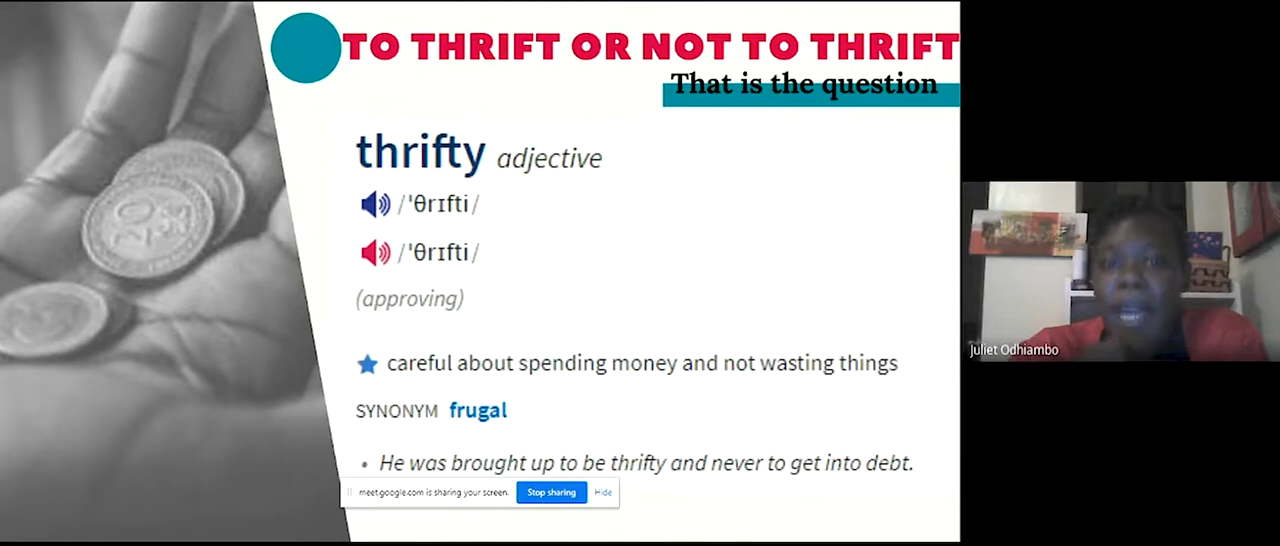 TO THRIFT OR NOT TO THRIFT
That is the question
thrifty adjective
/ˈθrɪfti/
/ˈθrɪfti/
(approving)
careful about spending money and not wasting things
SYNONYM frugal
• He was brought up to be thrifty and never to get into debt.
meet.google.com is sharing your screen. Stop sharing Hide
20
Juliet Odhiambo